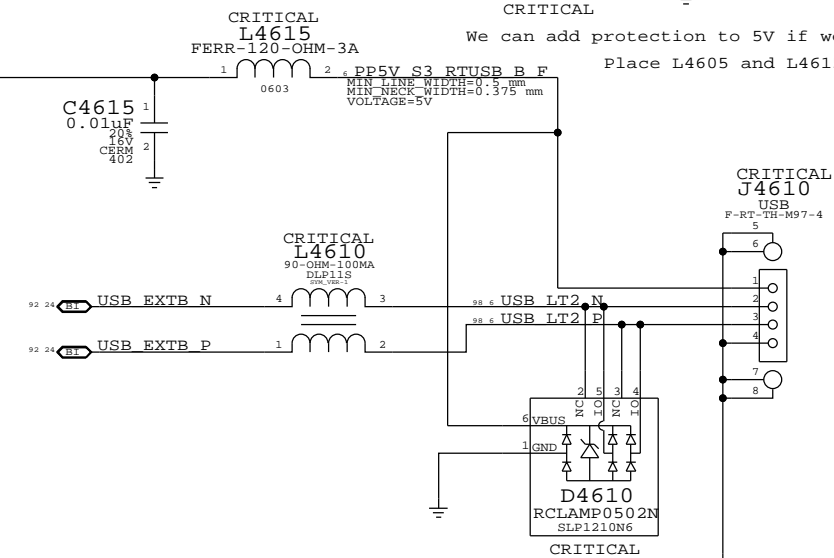 CRITICAL
L4615
FERR-120-OHM-3A
1
2
0603
CRITICAL
We can add protection to 5V if w
Place L4605 and L461
6 PP5V_S3_RTUSB_B_F
MIN_LINE_WIDTH=0.5 mm
MIN_NECK_WIDTH=0.375 mm
VOLTAGE=5V
C4615
0.01uF
20%
16V
CERM
402
1
2
CRITICAL
J4610
USB
F-RT-TH-M97-4
5
6
1
2
3
4
7
8
CRITICAL
L4610
90-OHM-100MA
DLP11S
SYM_VER-1
92 24 BI USB_EXTB_N
4
3
98 6 USB_LT2_N
98 6 USB_LT2_P
92 24 BI USB_EXTB_P
1
2
2
5
3
4
NC
IO
NC
IO
6 VBUS
1 GND
D4610
RCLAMP0502N
SLP1210N6
CRITICAL